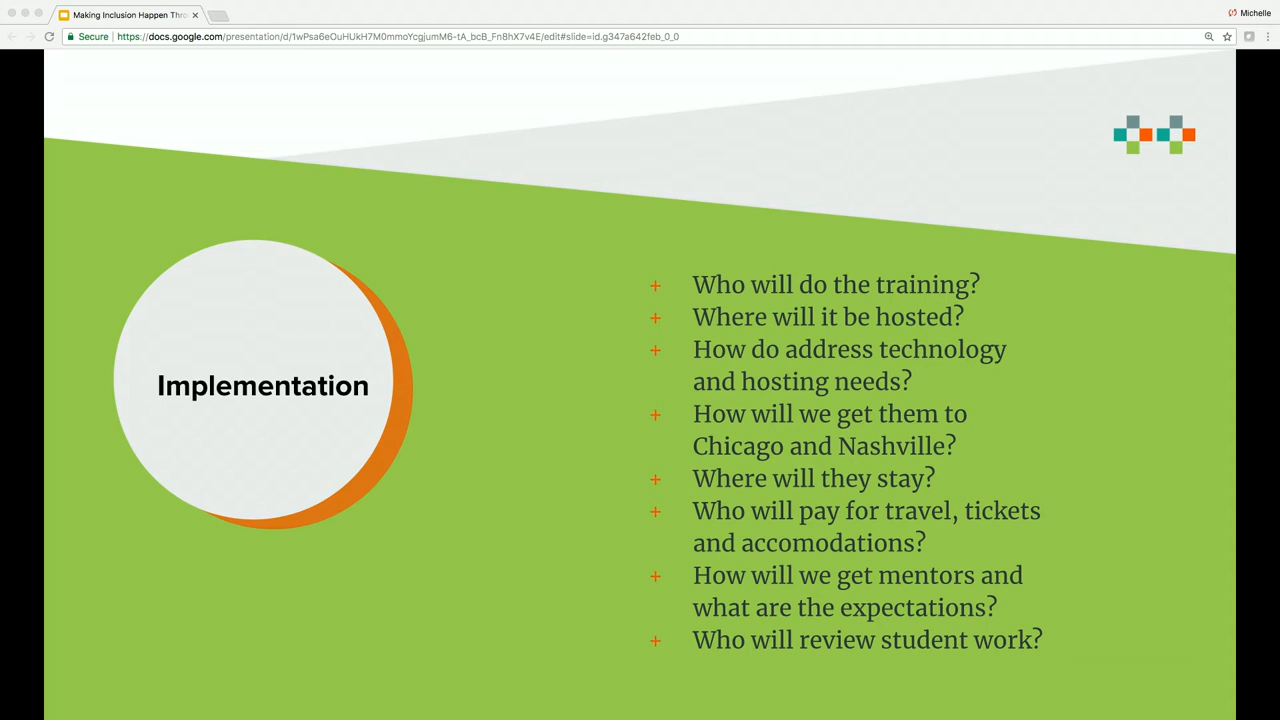 Making Inclusion Happen Thro
Michelle
Secure
https://docs.google.com/presentation/d/1wPsa6eOuHUkH7M0mmoYcgjumM6-tA_bcB_Fn8hX7v4E/edit#slide=id.g347a642feb_0_0
Implementation
+ Who will do the training?
+ Where will it be hosted?
+ How do address technology
and hosting needs?
+ How will we get them to
Chicago and Nashville?
+ Where will they stay?
+ Who will pay for travel, tickets
and accomodations?
+ How will we get mentors and
what are the expectations?
+ Who will review student work?